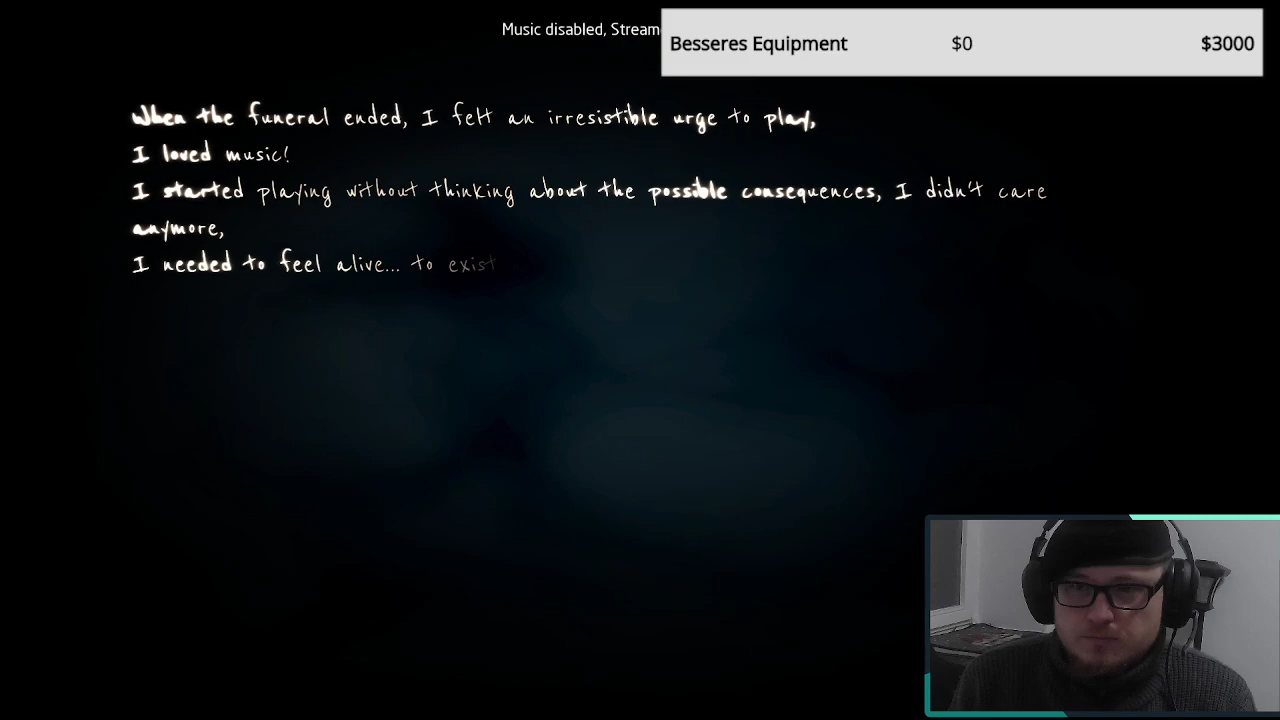 Music disabled, Stream
Besseres Equipment $0 $3000
When the funeral ended, I felt an irresistible urge to play,
I loved music!
I started playing without thinking about the possible consequences, I didn't care
anymore,
I needed to feel alive... to exist